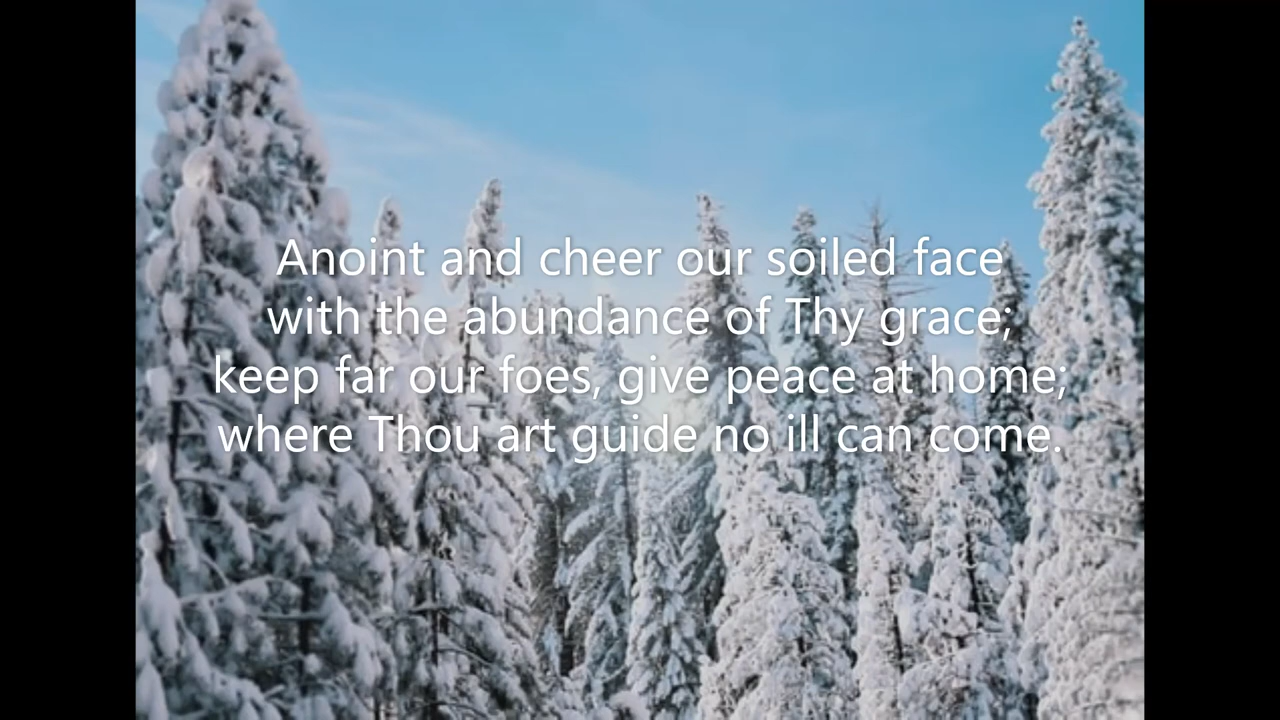 Anoint and cheer our soiled face
with the abundance of Thy grace;
keep far our foes, give peace at home;
where Thou art guide no ill can come.